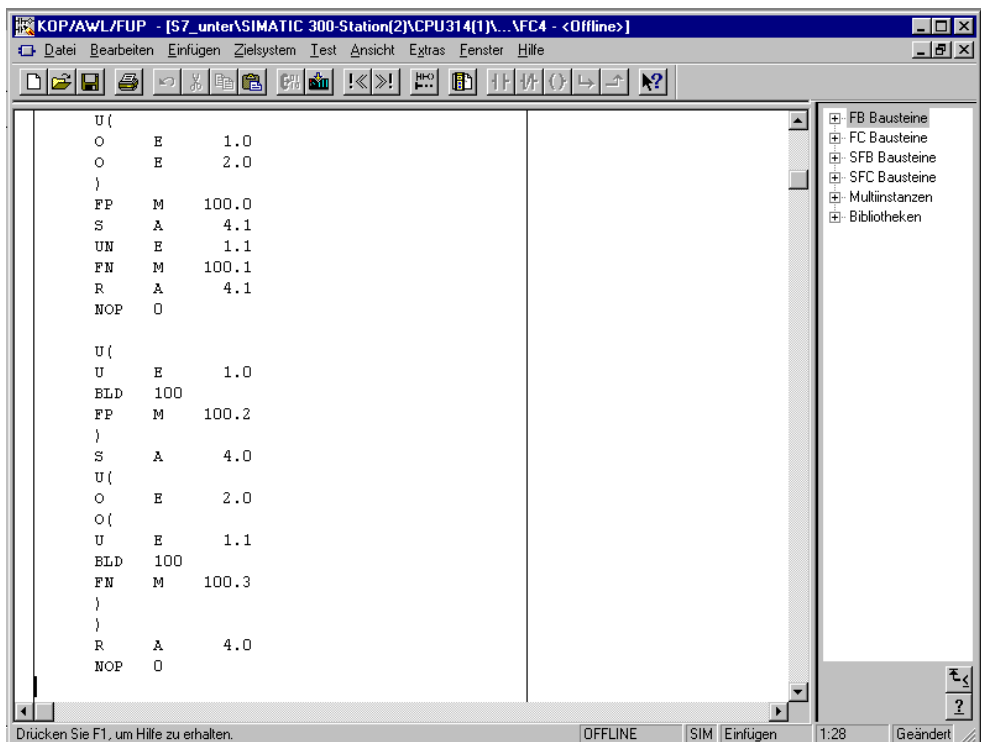 KOP/AWL/FUP - [S7_unter\SIMATIC 300-Station(2)\CPU314(1)\...\FC4 - <Offline>]
Datei Bearbeiten Einfügen Zielsystem Test Ansicht Extras Fenster Hilfe
U(
O E 1.0
O E 2.0
)
FP M 100.0
S A 4.1
UN E 1.1
FN M 100.1
R A 4.1
NOP 0
U(
U E 1.0
BLD 100
FP M 100.2
)
S A 4.0
U(
O E 2.0
O(
U E 1.1
BLD 100
FN M 100.3
)
)
R A 4.0
NOP 0
FB Bausteine
FC Bausteine
SFB Bausteine
SFC Bausteine
Multiinstanzen
Bibliotheken
Drücken Sie F1, um Hilfe zu erhalten. OFFLINE SIM Einfügen 1:28 Geändert